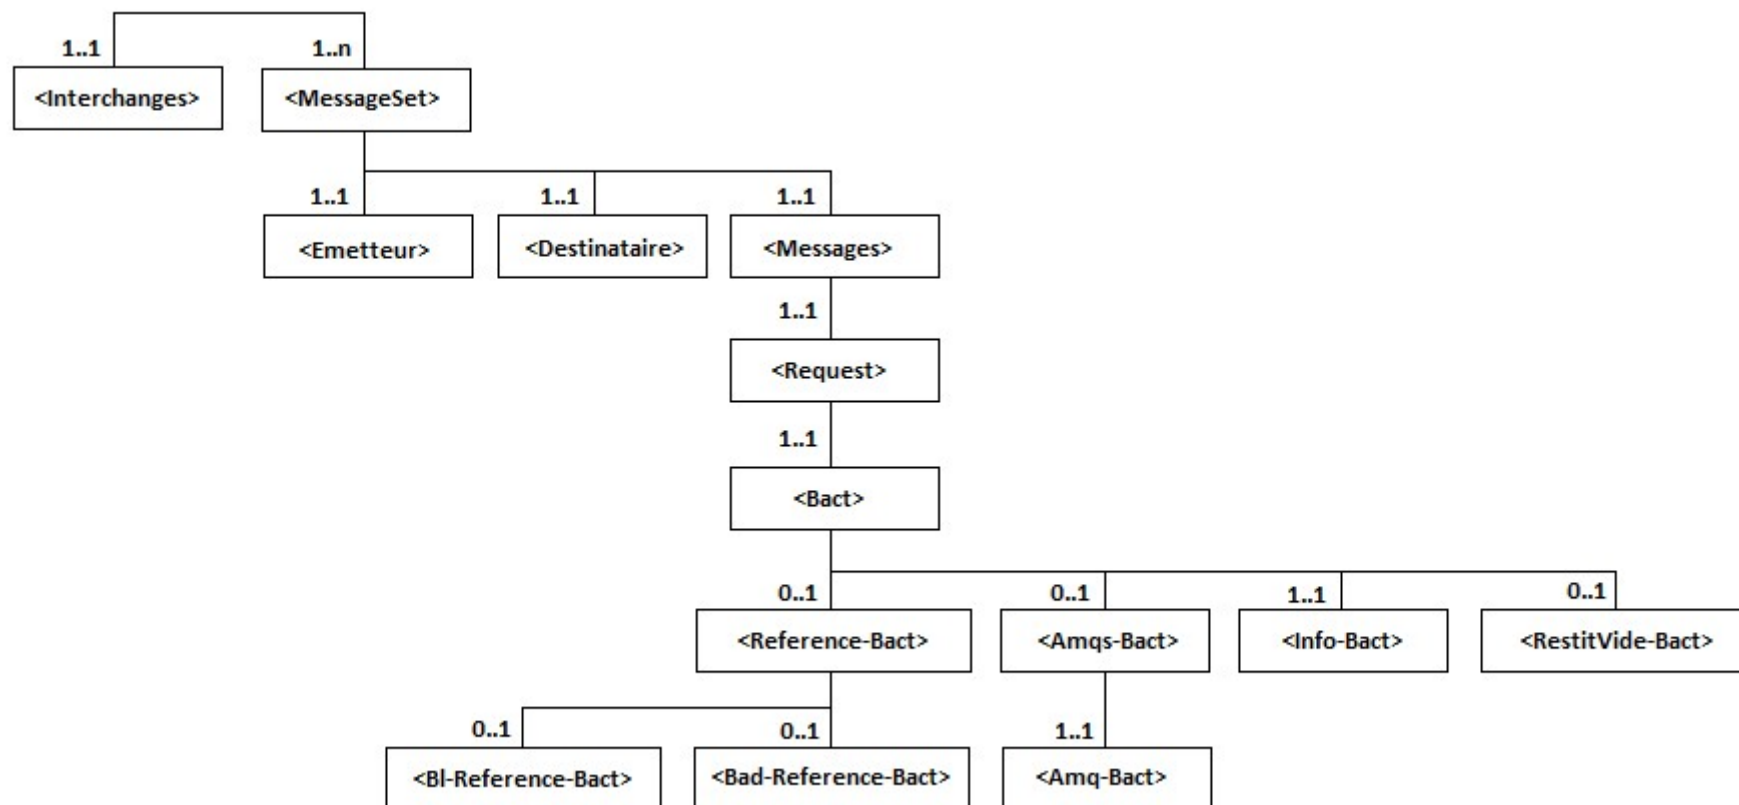 1..1
1..n
<Interchanges>
<MessageSet>
1..1
1..1
1..1
<Emetteur>
<Destinataire>
<Messages>
1..1
<Request>
1..1
<Bact>
0..1
0..1
1..1
0..1
<Reference-Bact>
<Amqs-Bact>
<Info-Bact>
<RestitVide-Bact>
0..1
0..1
1..1
<Bl-Reference-Bact>
<Bad-Reference-Bact>
<Amq-Bact>